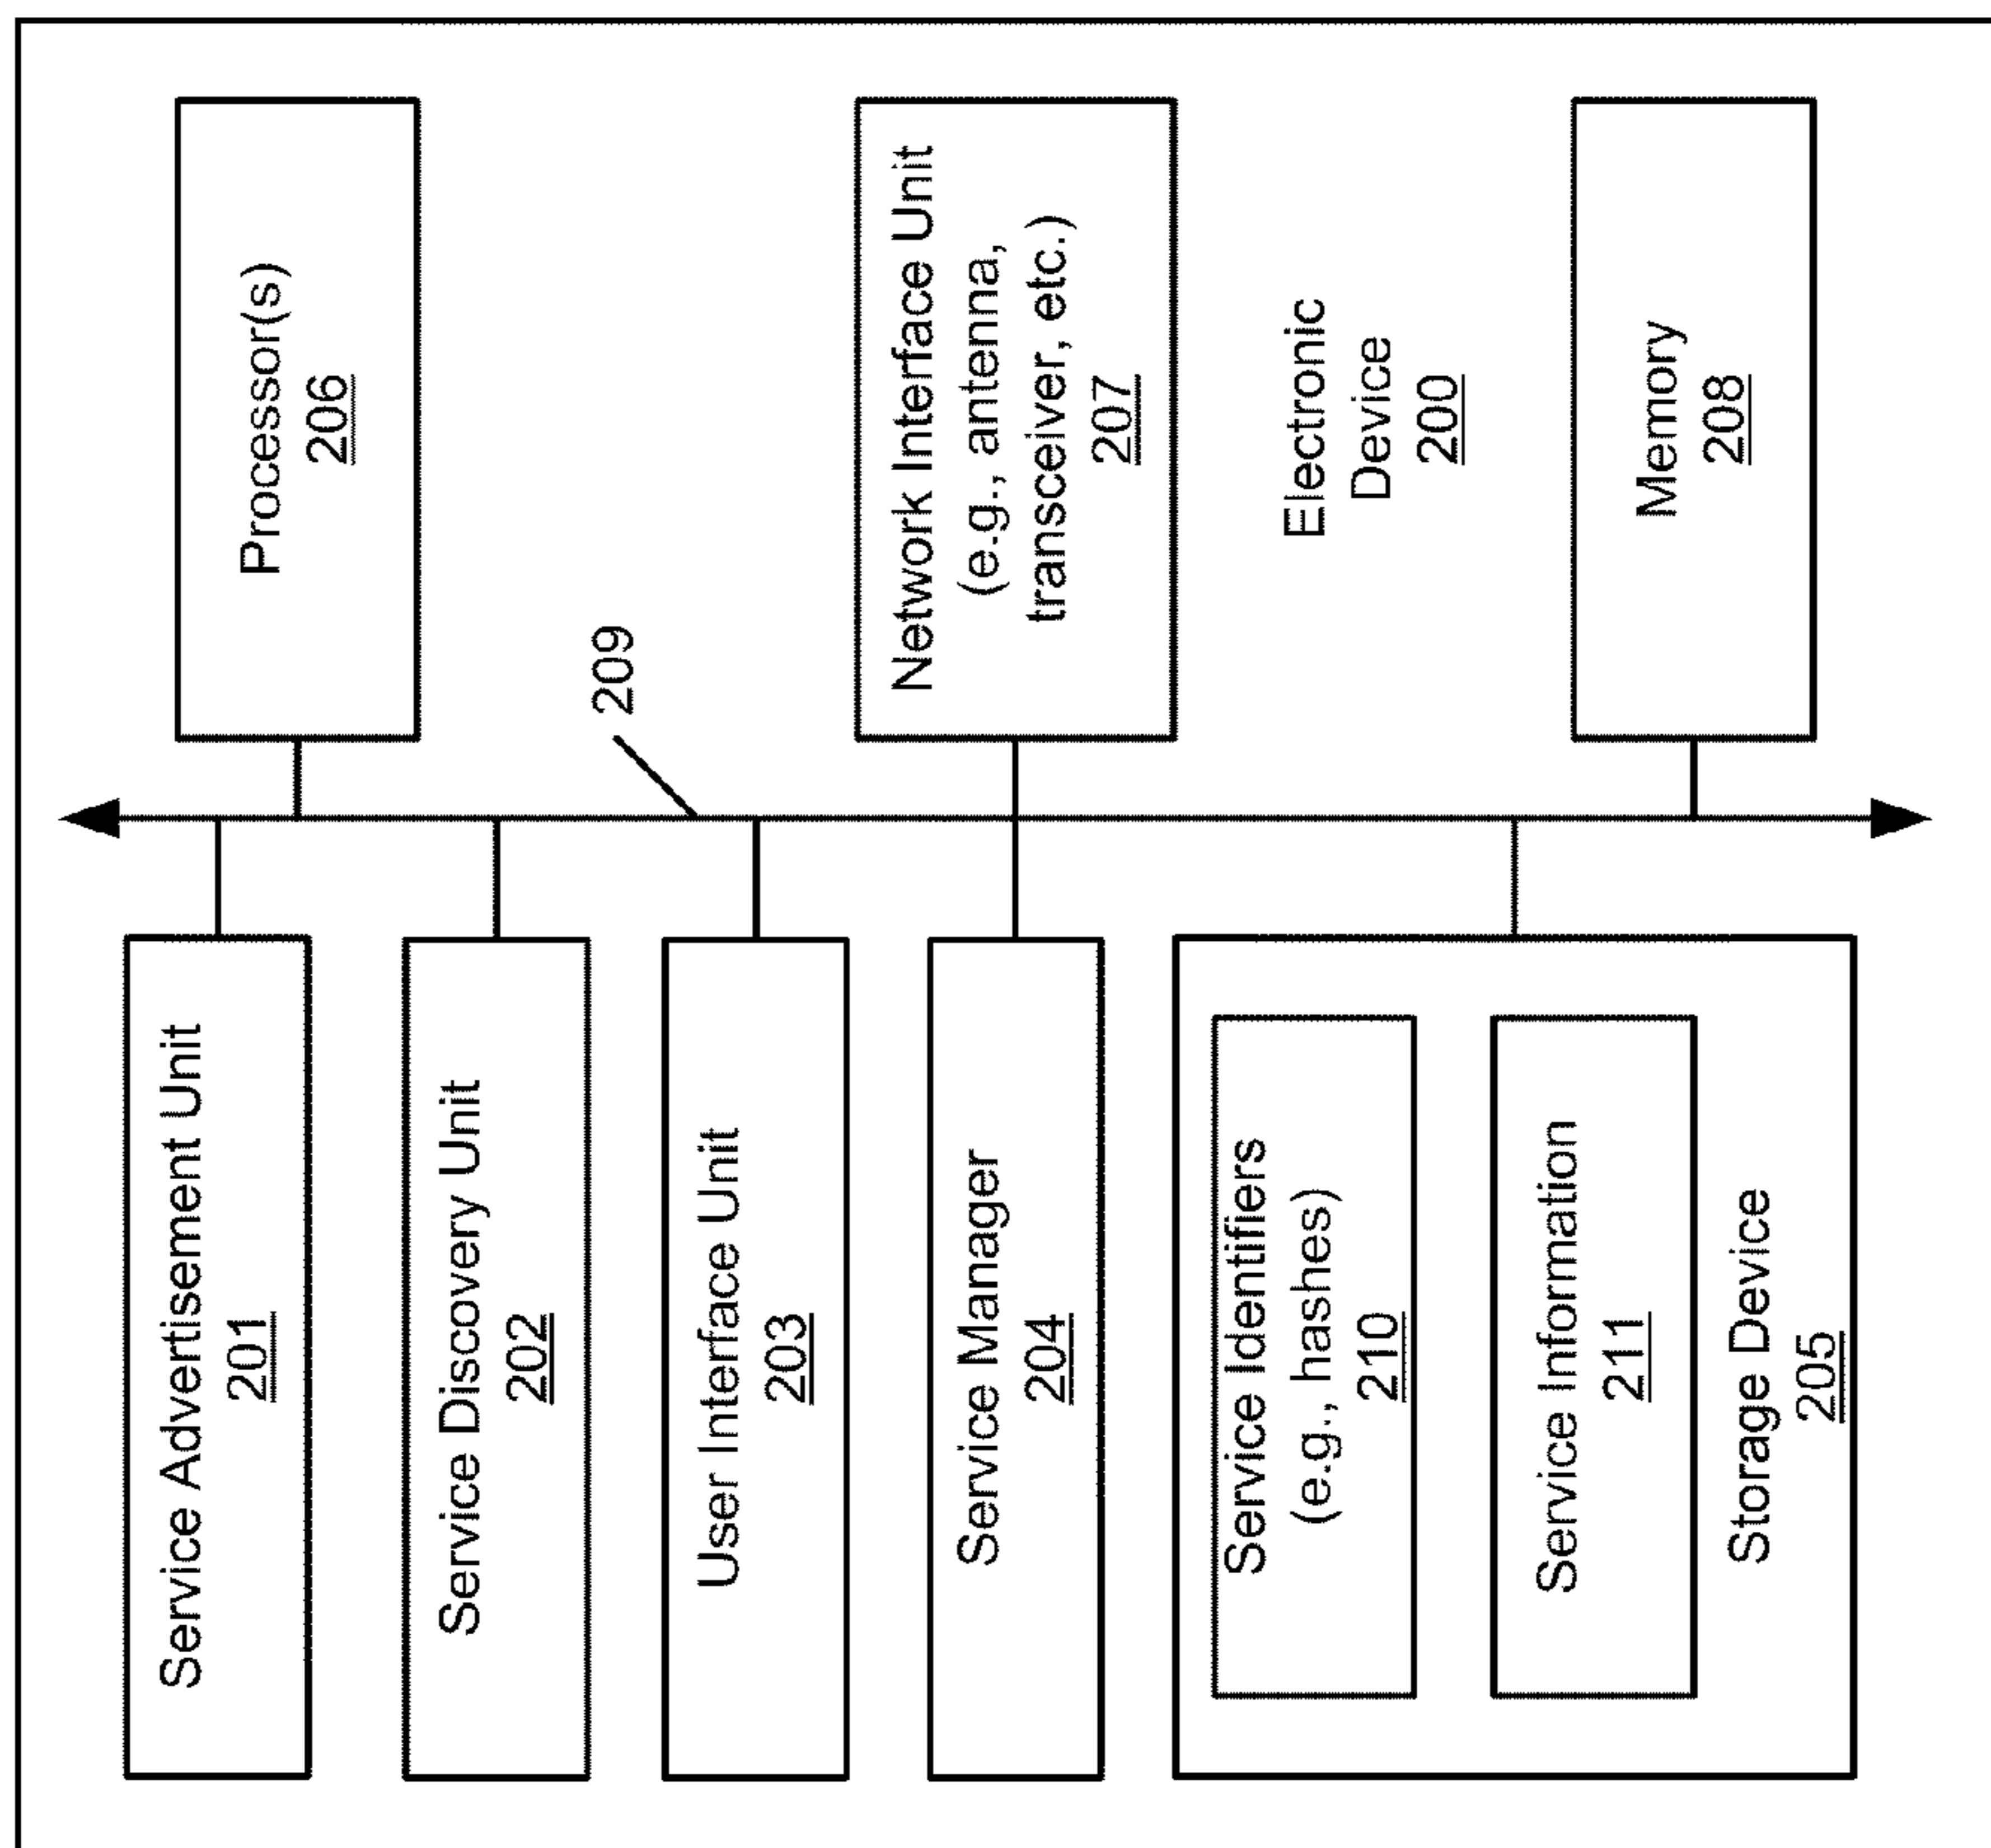 Service Advertisement Unit
201
Service Discovery Unit
202
User Interface Unit
203
Service Manager
204
Service Identifiers
(e.g., hashes)
210
Service Information
211
Storage Device
205
Processor(s)
206
209
Network Interface Unit
(e.g., antenna,
transceiver, etc.)
207
Electronic
Device
200
Memory
208